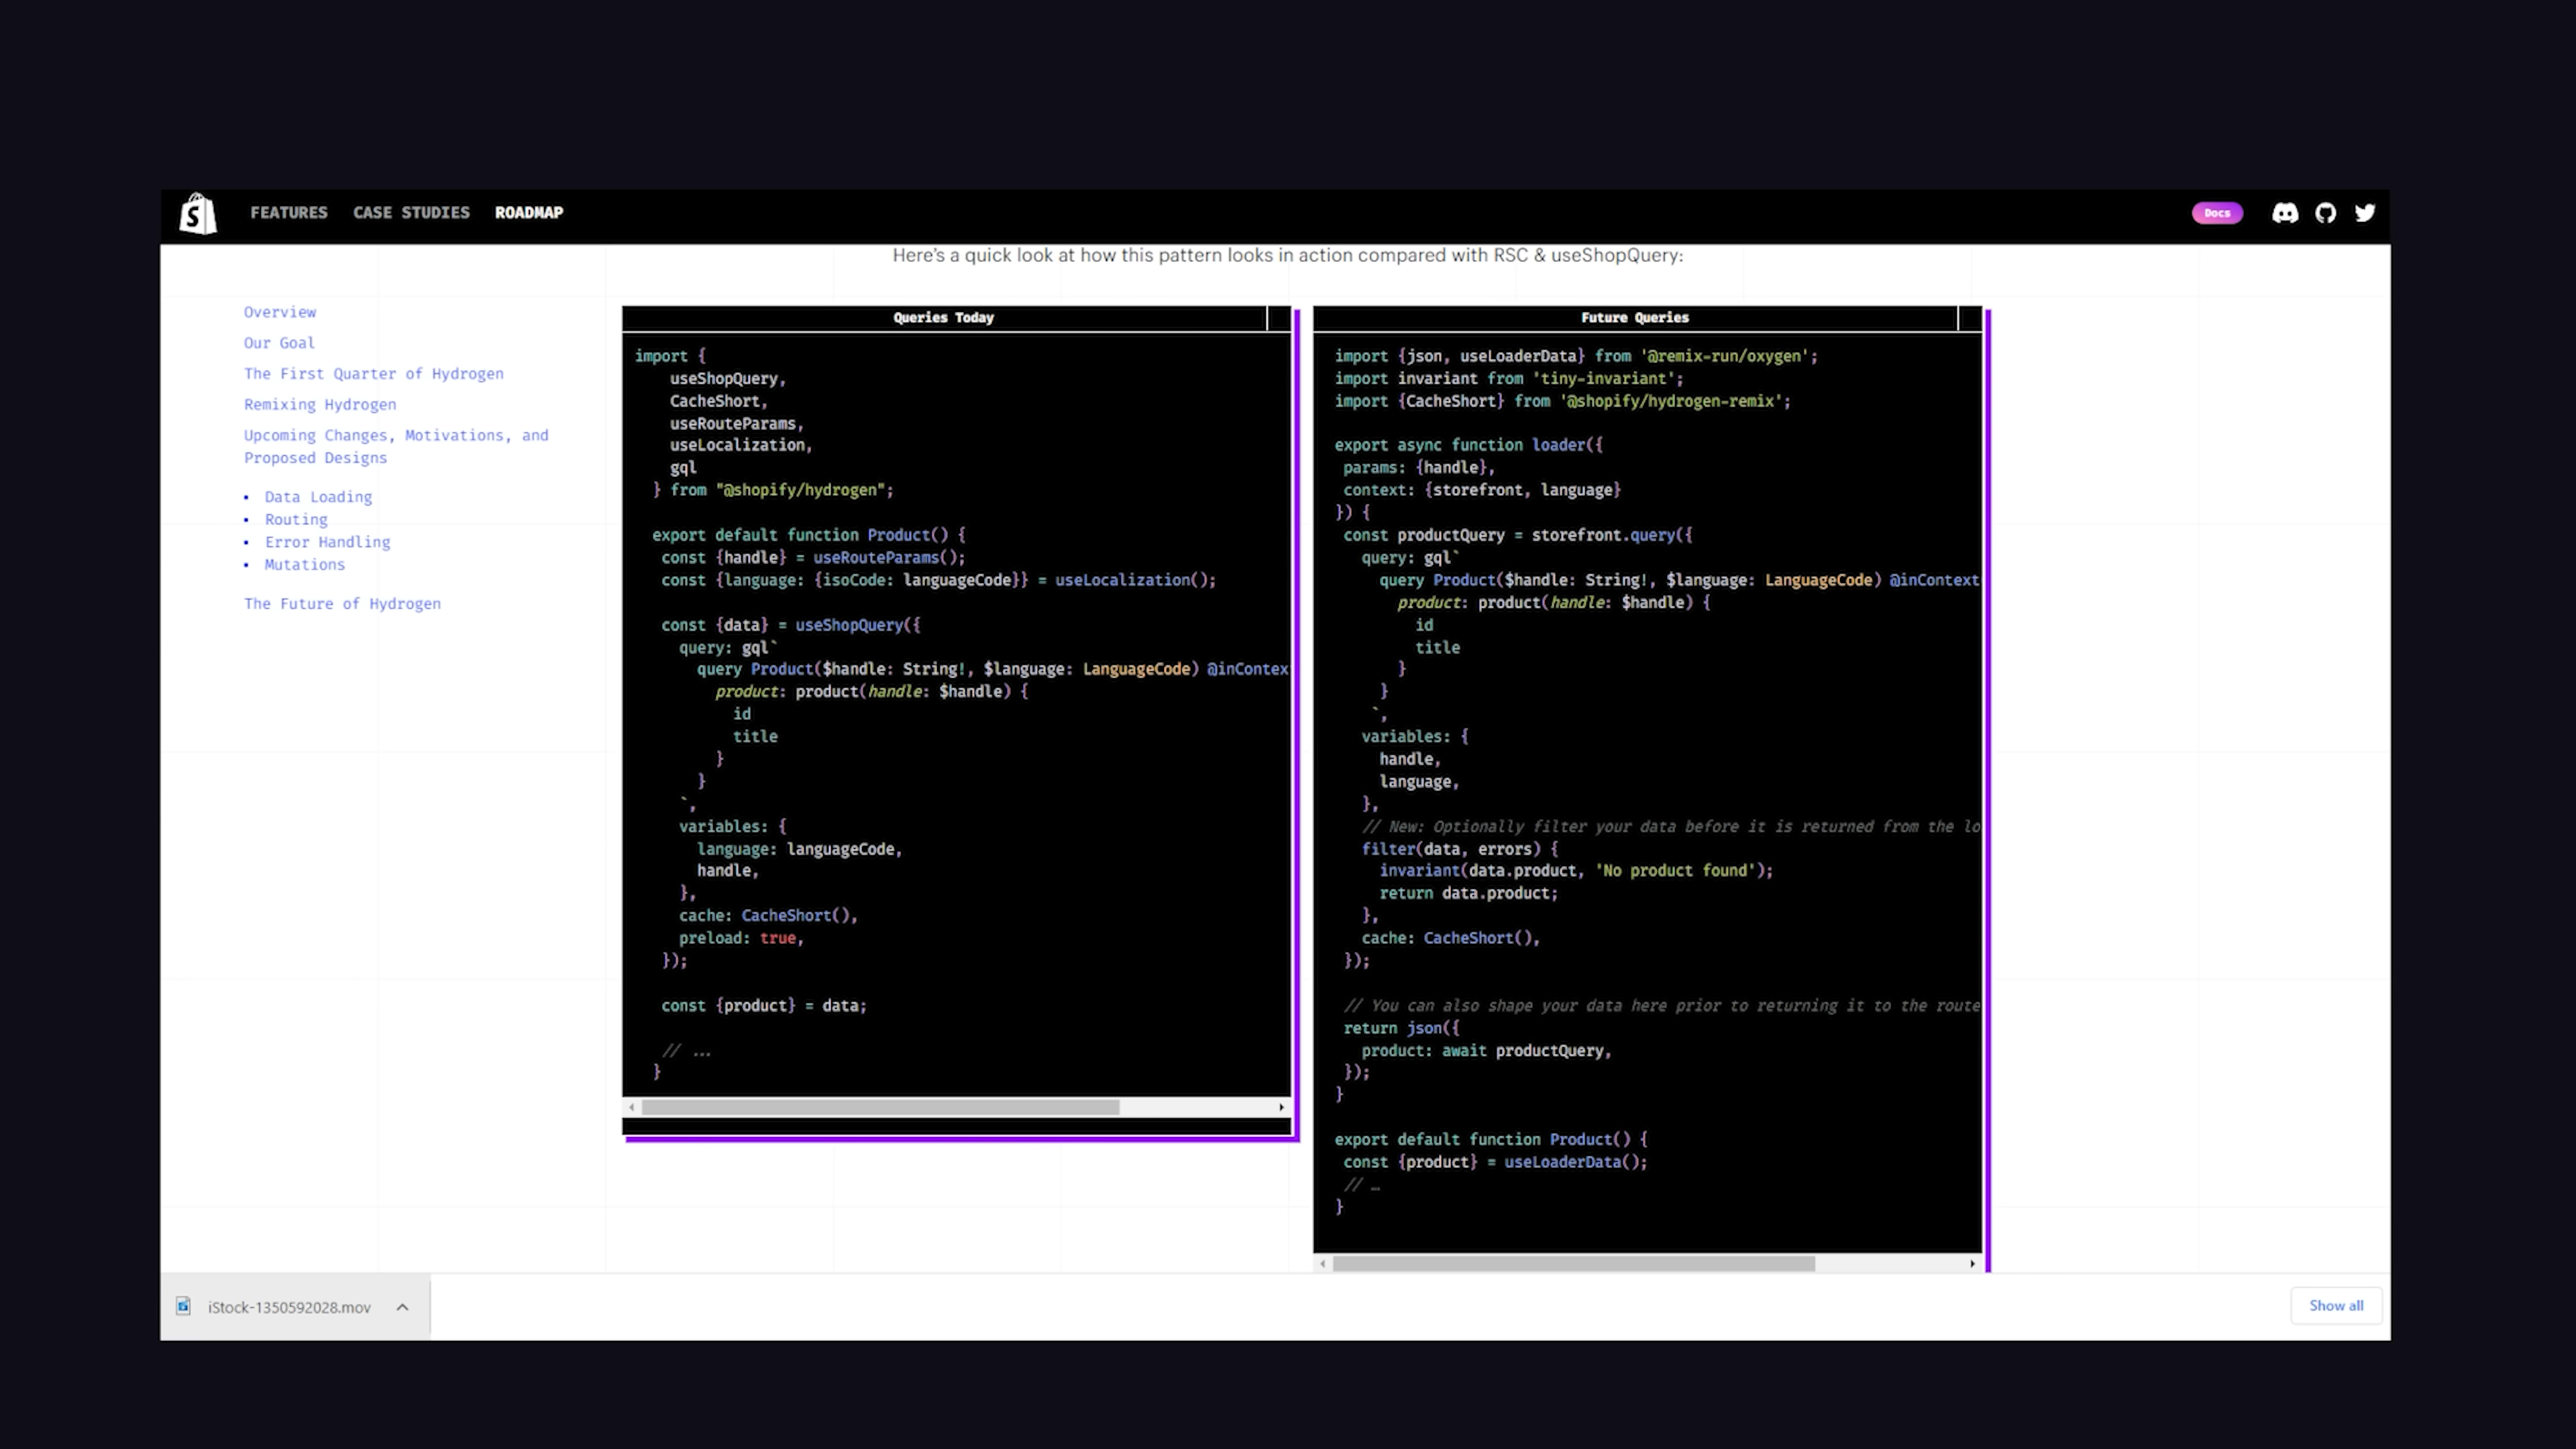 FEATURES CASE STUDIES ROADMAP
Docs
Here's a quick look at how this pattern looks in action compared with RSC & useShopQuery:
Overview
Our Goal
The First Quarter of Hydrogen
Remixing Hydrogen
Upcoming Changes, Motivations, and
Proposed Designs
• Data Loading
• Routing
• Error Handling
• Mutations
The Future of Hydrogen
Queries Today
import {
useShopQuery,
CacheShort,
useRouteParams,
useLocalization,
gql
} from "@shopify/hydrogen";
export default function Product() {
const {handle} = useRouteParams();
const {language: {isoCode: languageCode}} = useLocalization();
const {data} = useShopQuery({
query: gql`
query Product($handle: String!, $language: LanguageCode) @inContex
product: product(handle: $handle) {
id
title
}
}
`,
variables: {
language: languageCode,
handle,
},
cache: CacheShort(),
preload: true,
});
const {product} = data;
// ...
}
Future Queries
import {json, useLoaderData} from '@remix-run/oxygen';
import invariant from 'tiny-invariant';
import {CacheShort} from '@shopify/hydrogen-remix';
export async function loader({
params: {handle},
context: {storefront, language}
}) {
const productQuery = storefront.query({
query: gql`
query Product($handle: String!, $language: LanguageCode) @inContext
product: product(handle: $handle) {
id
title
}
}
`,
variables: {
handle,
language,
},
// New: Optionally filter your data before it is returned from the lo
filter(data, errors) {
invariant(data.product, 'No product found');
return data.product;
},
cache: CacheShort(),
});
// You can also shape your data here prior to returning it to the route
return json({
product: await productQuery,
});
}
export default function Product() {
const {product} = useLoaderData();
// …
}
iStock-1350592028.mov
Show all